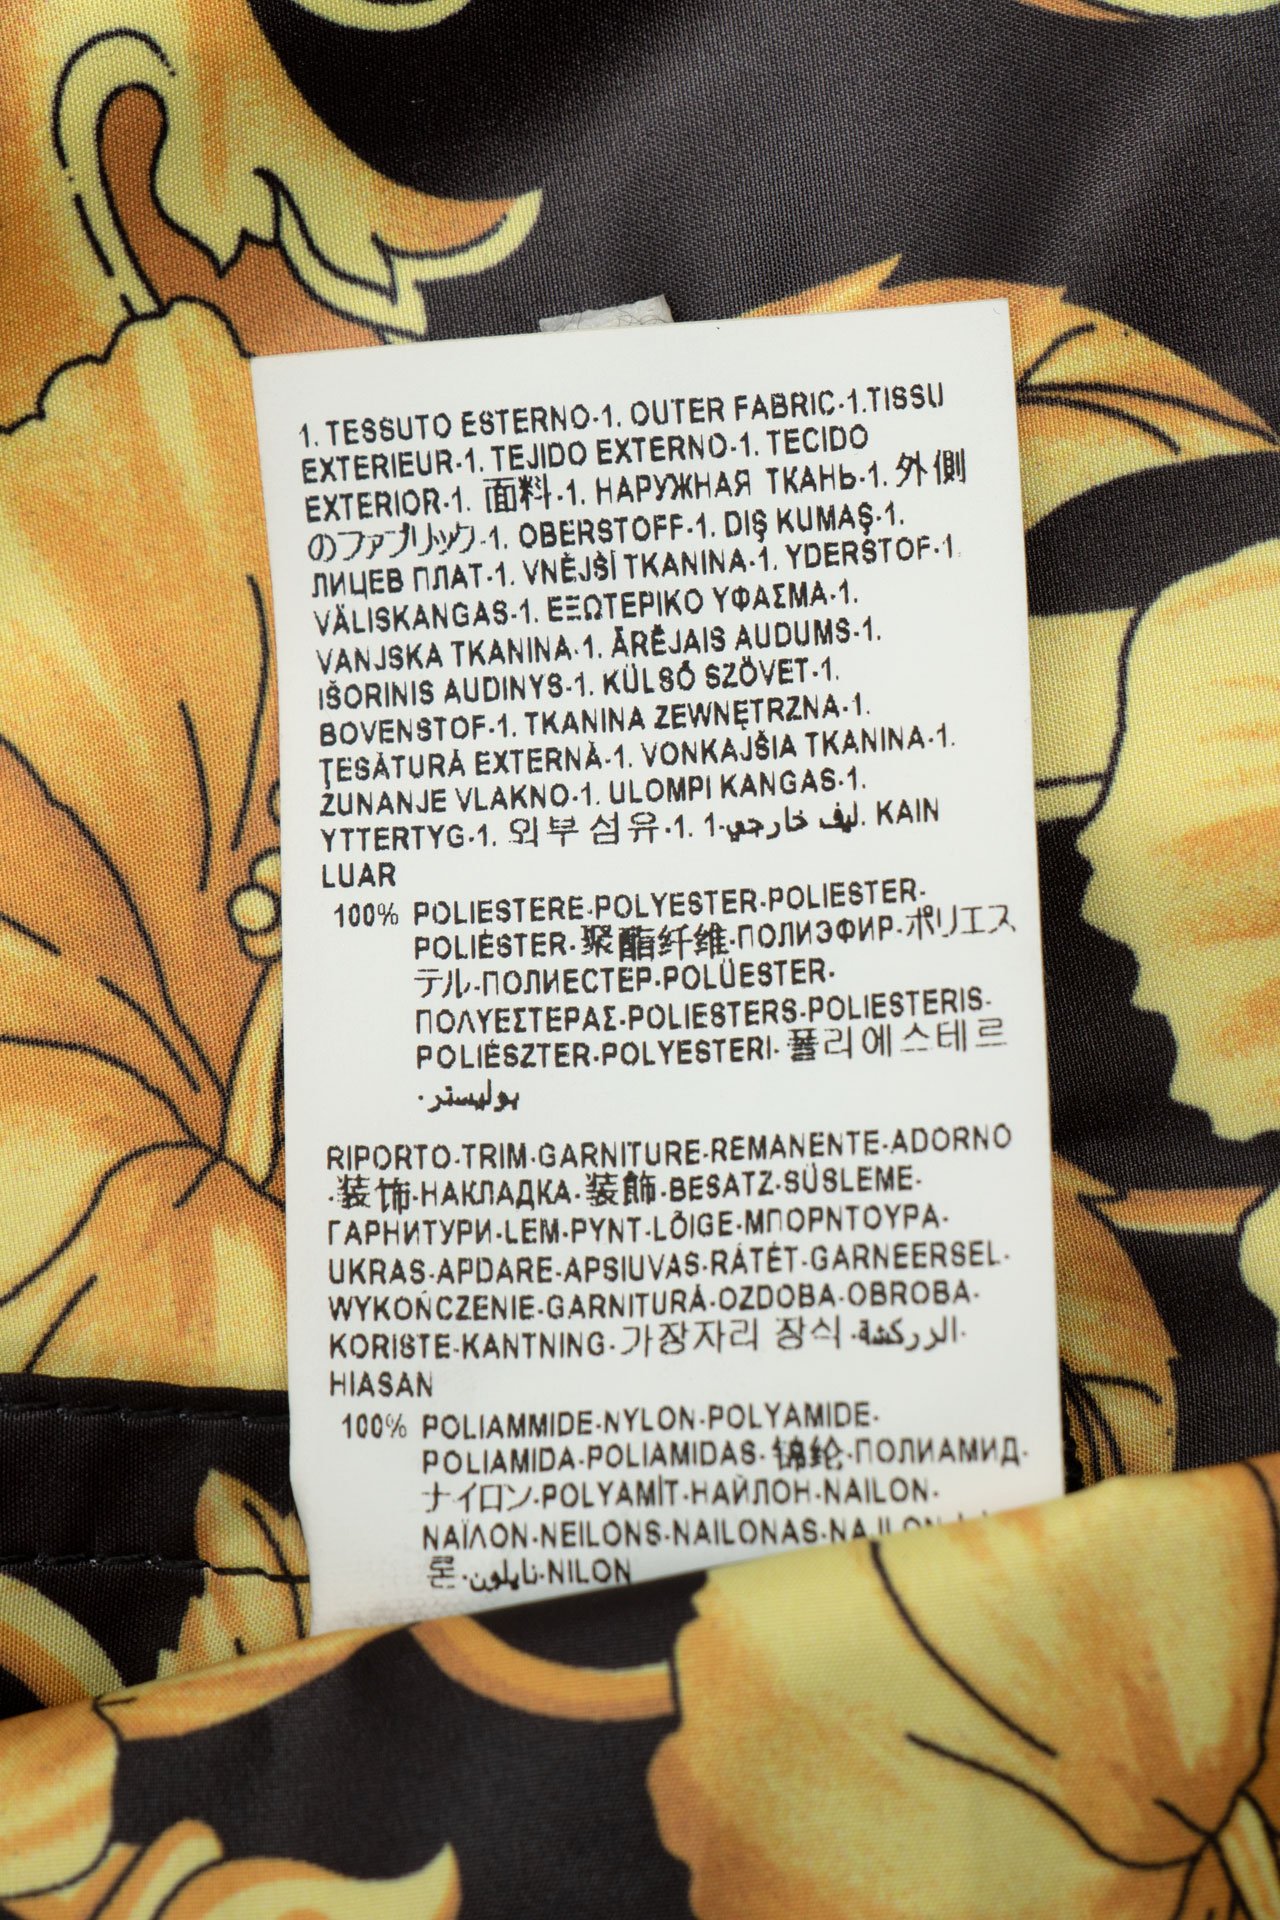 1. TESSUTO ESTERNO-1. OUTER FABRIC-1.TISSU
EXTERIEUR-1. TEJIDO EXTERNO-1. TECIDO
EXTERIOR-1. 面料-1. НАРУЖНАЯ ТКАНЬ-1. 外側
のファブリック-1. OBERSTOFF-1. DIŞ KUMAŞ-1.
ЛИЦЕВ ПЛАТ-1. VNĚJŠÍ TKANINA-1. YDERSTOF-1.
VÄLISKANGAS-1. ΕΞΩΤΕΡΙΚΟ ΥΦΑΣΜΑ-1.
VANJSKA TKANINA-1. ĀRĒJAIS AUDUMS-1.
IŠORINIS AUDINYS-1. KÜLSŐ SZÖVET-1.
BOVENSTOF-1. TKANINA ZEWNĘTRZNA-1.
ŢESĂTURĂ EXTERNĂ-1. VONKAJŠIA TKANINA-1.
ZUNANJE VLAKNO-1. ULOMPI KANGAS-1.
YTTERTYG-1. 외부 섬유-1. ليف خارجي-1. KAIN
LUAR
100% POLIESTERE-POLYESTER-POLIESTER-
POLIÉSTER-聚酯纤维-ПОЛИЭФИР-ポリエス
テル-ПОЛИЕСТЕР-POLÜESTER-
ΠΟΛΥΕΣΤΕΡΑΣ-POLIESTERS-POLIESTERIS-
POLIÉSZTER-POLYESTERI-폴리에스테르
-بوليستر
RIPORTO-TRIM-GARNITURE-REMANENTE-ADORNO
-装饰-НАКЛАДКА-装飾-BESATZ-SÜSLEME-
ГАРНИТУРИ-LEM-PYNT-LÕIGE-ΜΠΟΡΝΤΟΥΡΑ-
UKRAS-APDARE-APSIUVAS-RÁTÉT-GARNEERSEL-
WYKOŃCZENIE-GARNITURĂ-OZDOBA-OBROBA-
KORISTE-KANTNING-가장자리 장식-الزركشة-
HIASAN
100% POLIAMMIDE-NYLON-POLYAMIDE-
POLIAMIDA-POLIAMIDAS-锦纶-ПОЛИАМИД-
ナイロン-POLYAMİT-НАЙЛОН-NAILON-
ΝΑΪΛΟΝ-NEILONS-NAILONAS-NAJLON-
론-نايلون-NILON